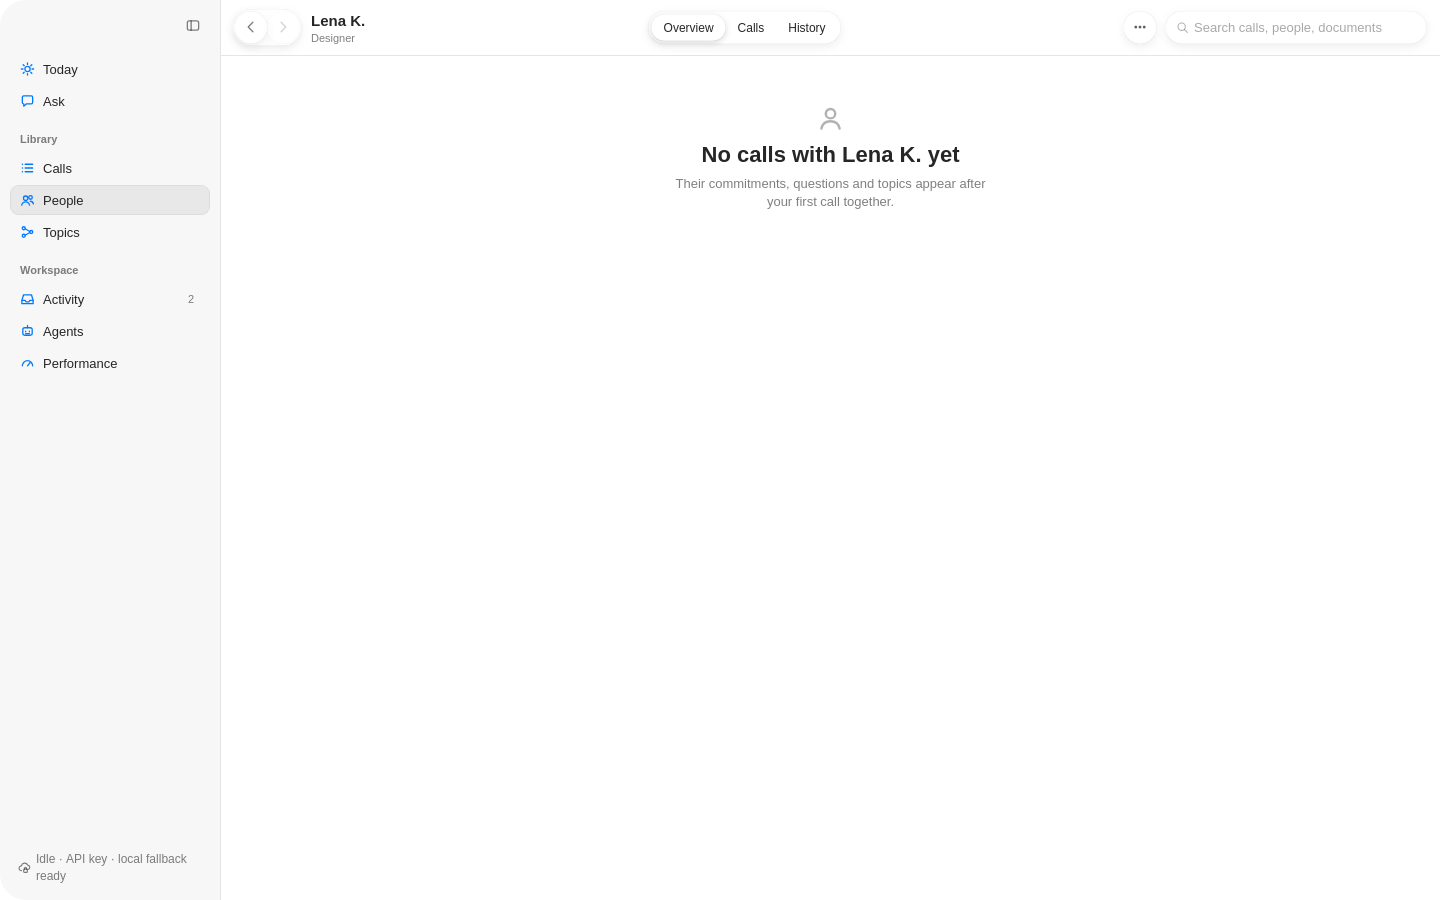 Today
Ask
Library
Calls
People
Topics
Workspace
Activity 2
Agents
Performance
Idle · API key · local fallback
ready
Lena K.
Designer
Overview Calls History
Search calls, people, documents
No calls with Lena K. yet
Their commitments, questions and topics appear after
your first call together.